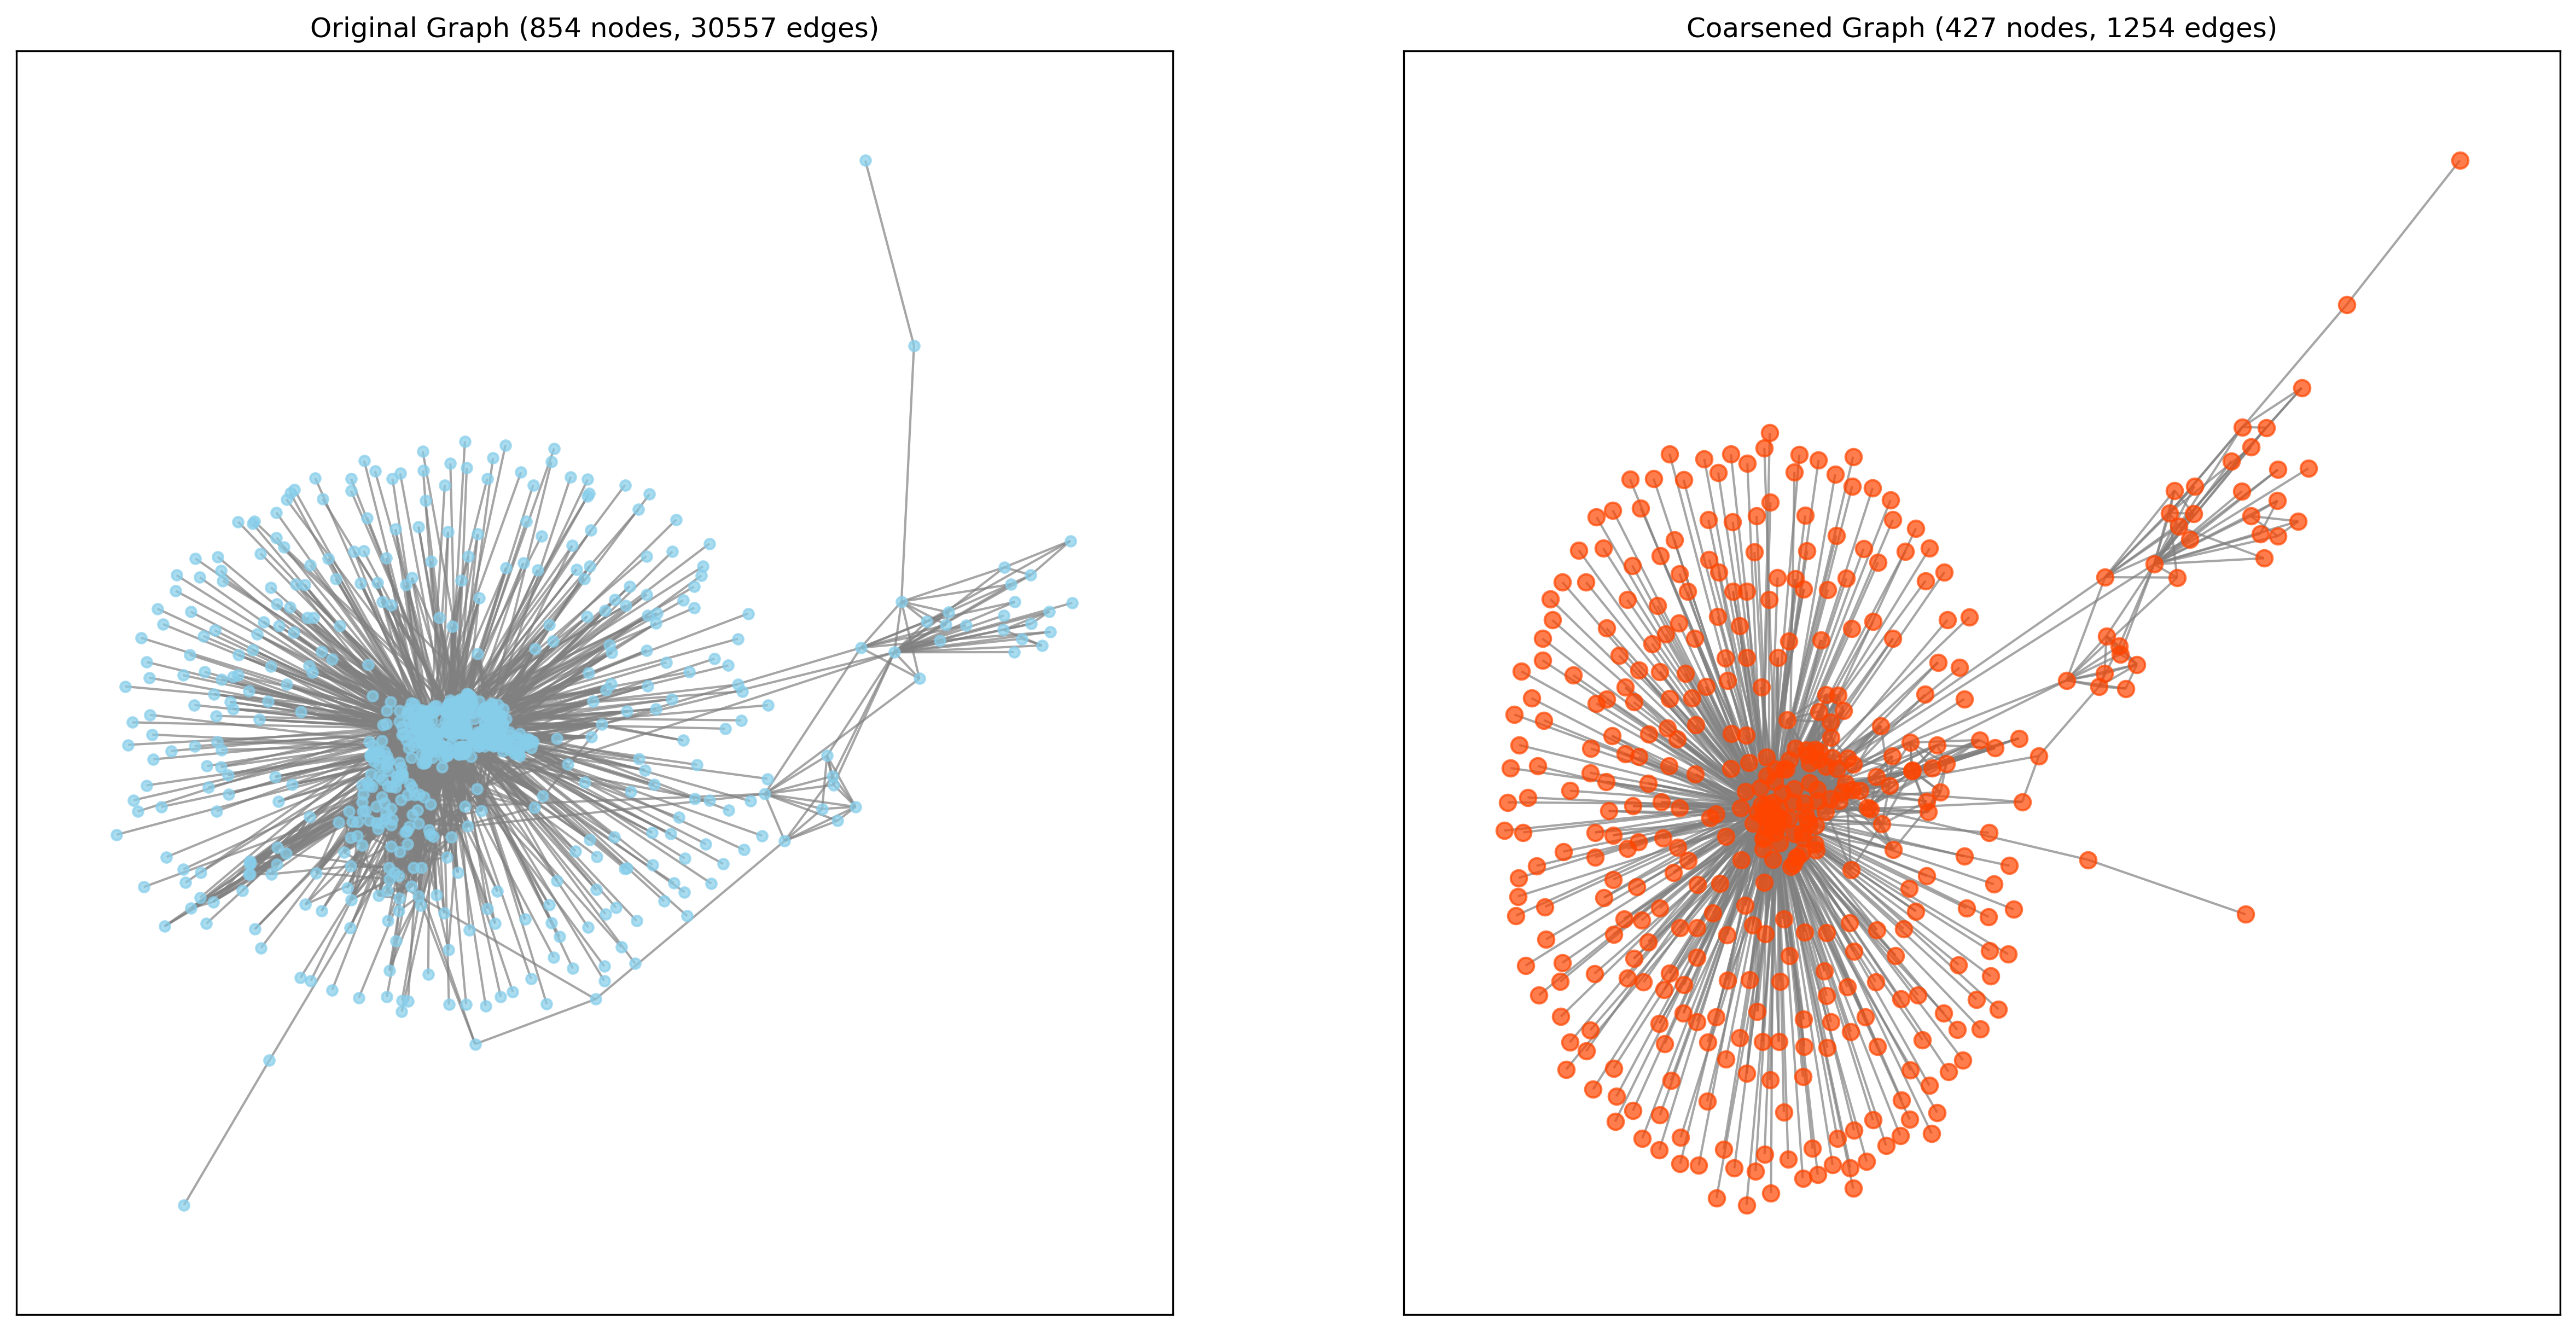 Original Graph (854 nodes, 30557 edges)
Coarsened Graph (427 nodes, 1254 edges)